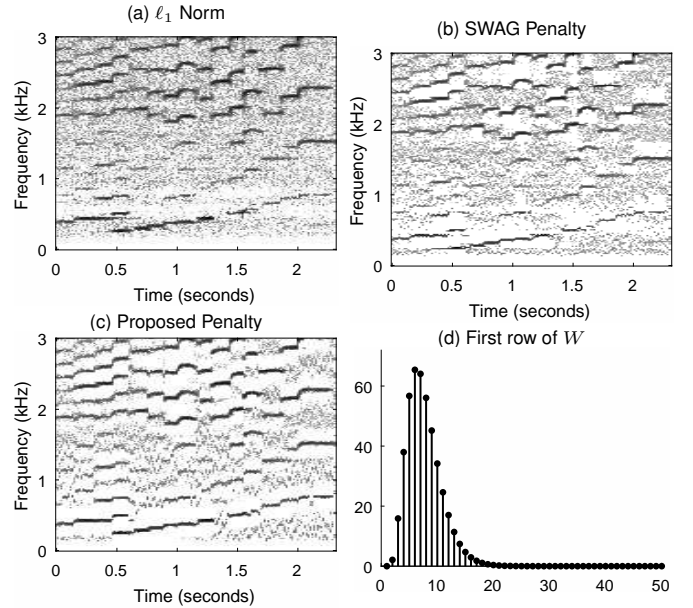 (a) ℓ₁ Norm
3
2
1
0
Frequency (kHz)
0 0.5 1 1.5 2
Time (seconds)
(b) SWAG Penalty
3
2
1
0
Frequency (kHz)
0 0.5 1 1.5 2
Time (seconds)
(c) Proposed Penalty
3
2
1
0
Frequency (kHz)
0 0.5 1 1.5 2
Time (seconds)
(d) First row of W
60
40
20
0
0 10 20 30 40 50